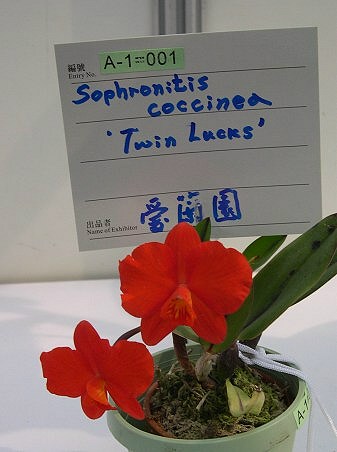 編號
Entry No.
A-1-001
Sophronitis
coccinea
'Twin Lucks'
出品者
Name of Exhibitor
愛蘭園
A-1